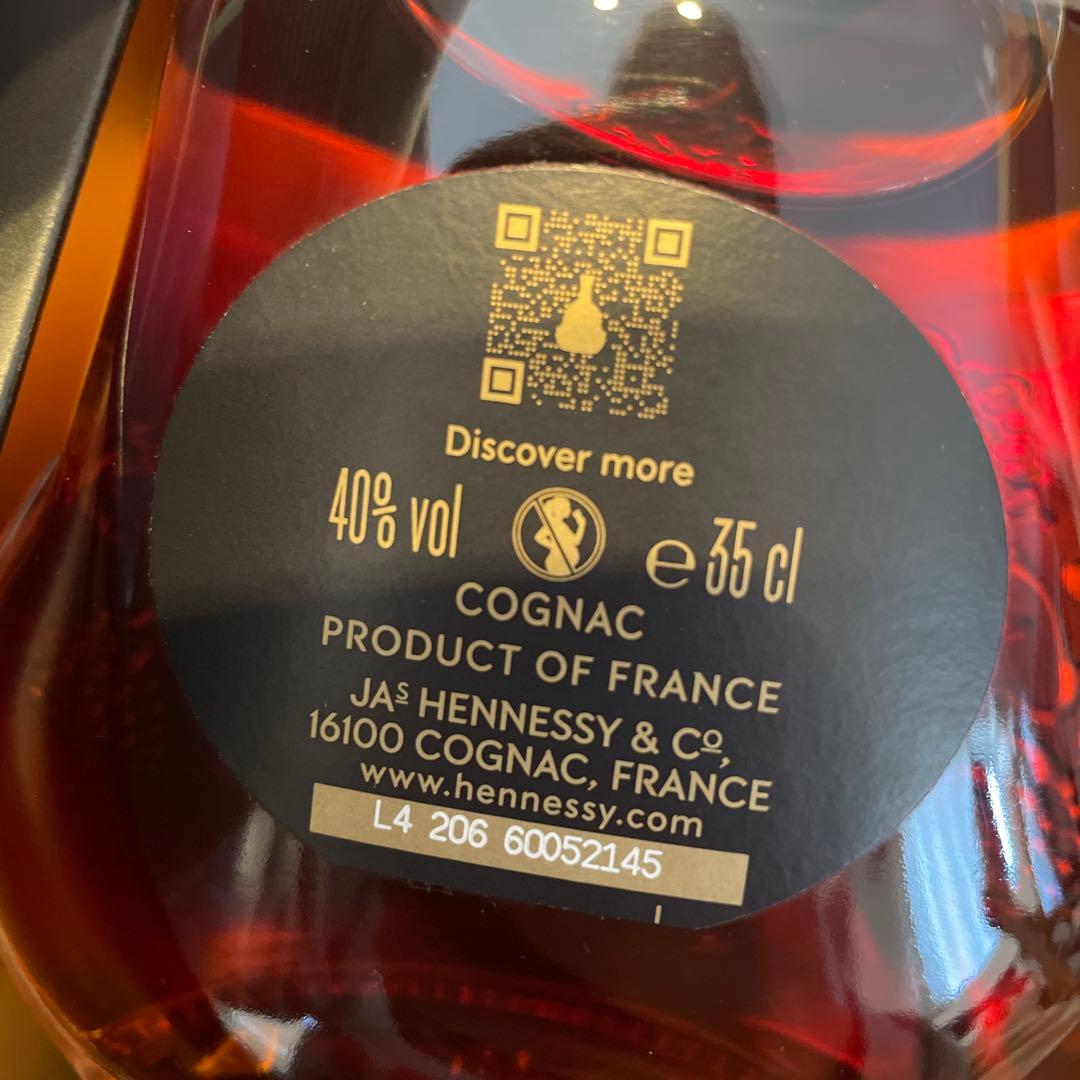 Discover more
40% vol
e 35 cl
COGNAC
PRODUCT OF FRANCE
JAS HENNESSY & Cº,
16100 COGNAC, FRANCE
www.hennessy.com
L4 206 60052145